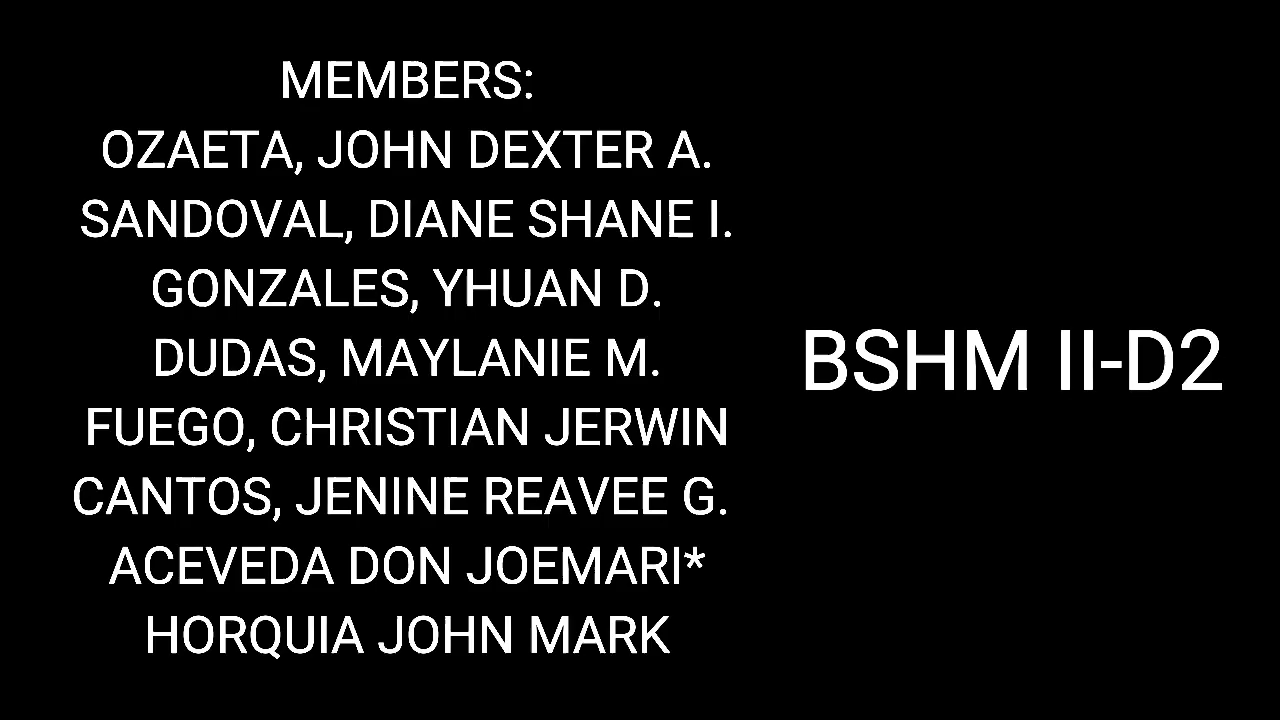 MEMBERS:
OZAETA, JOHN DEXTER A.
SANDOVAL, DIANE SHANE I.
GONZALES, YHUAN D.
DUDAS, MAYLANIE M.
FUEGO, CHRISTIAN JERWIN
CANTOS, JENINE REAVEE G.
ACEVEDA DON JOEMARI*
HORQUIA JOHN MARK
BSHM II-D2